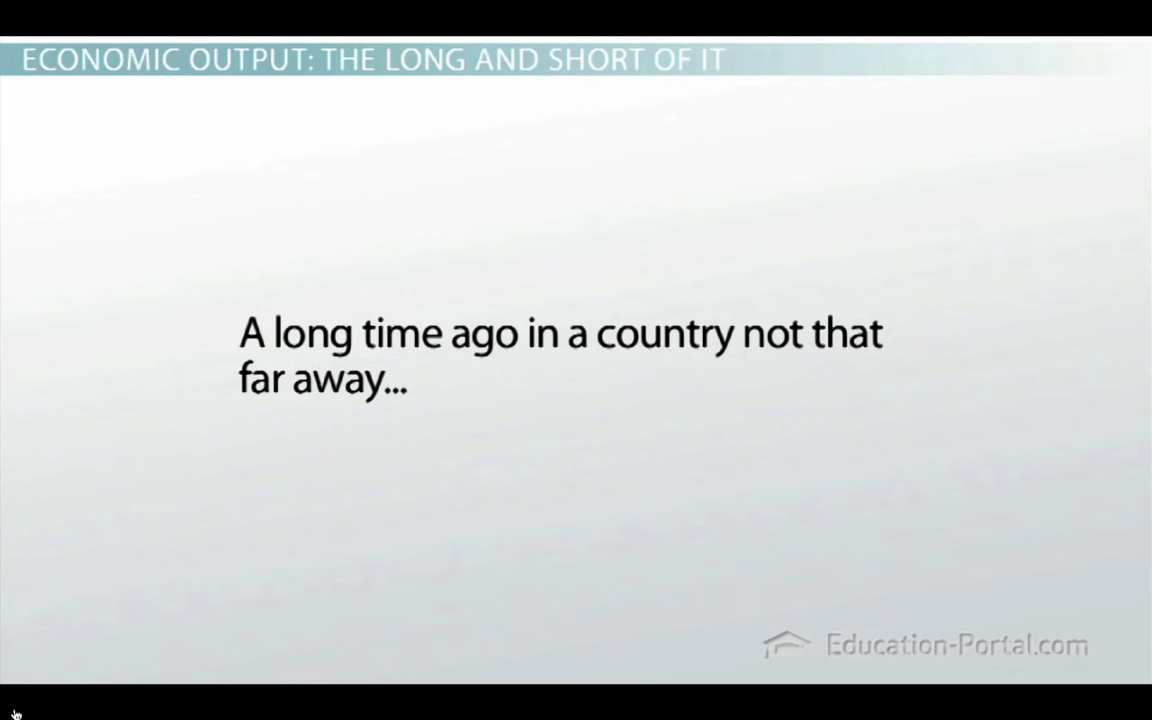 ECONOMIC OUTPUT: THE LONG AND SHORT OF IT
A long time ago in a country not that
far away...
Education-Portal.com